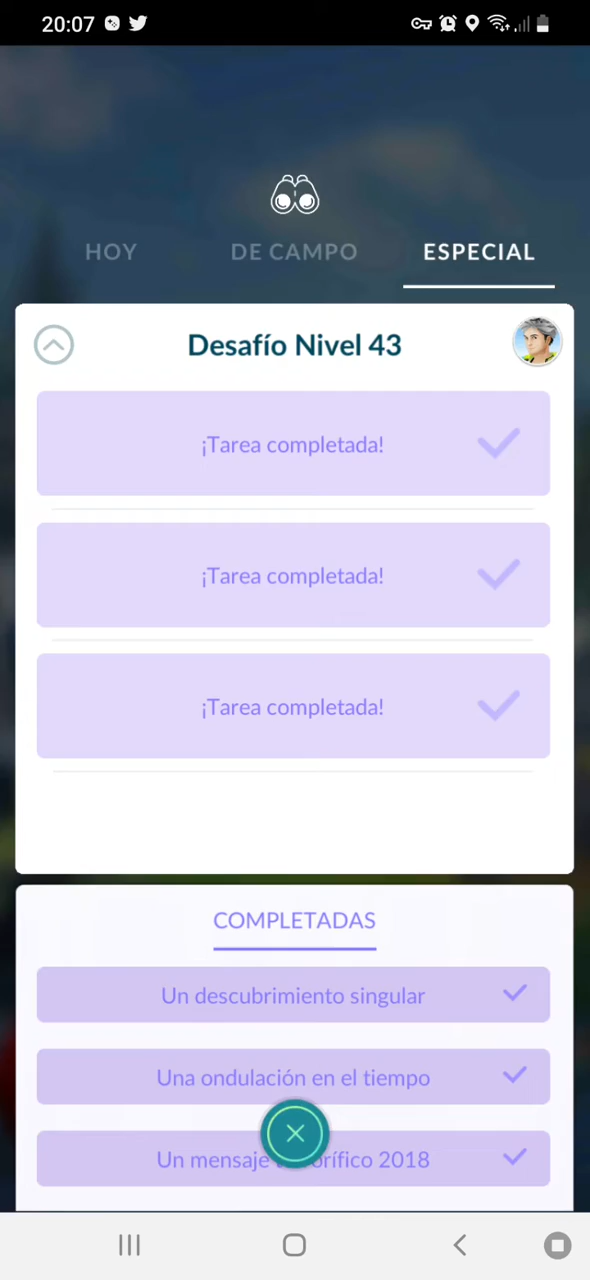 20:07
HOY
DE CAMPO
ESPECIAL
Desafío Nivel 43
¡Tarea completada!
¡Tarea completada!
¡Tarea completada!
COMPLETADAS
Un descubrimiento singular
Una ondulación en el tiempo
Un mensaje orífico 2018